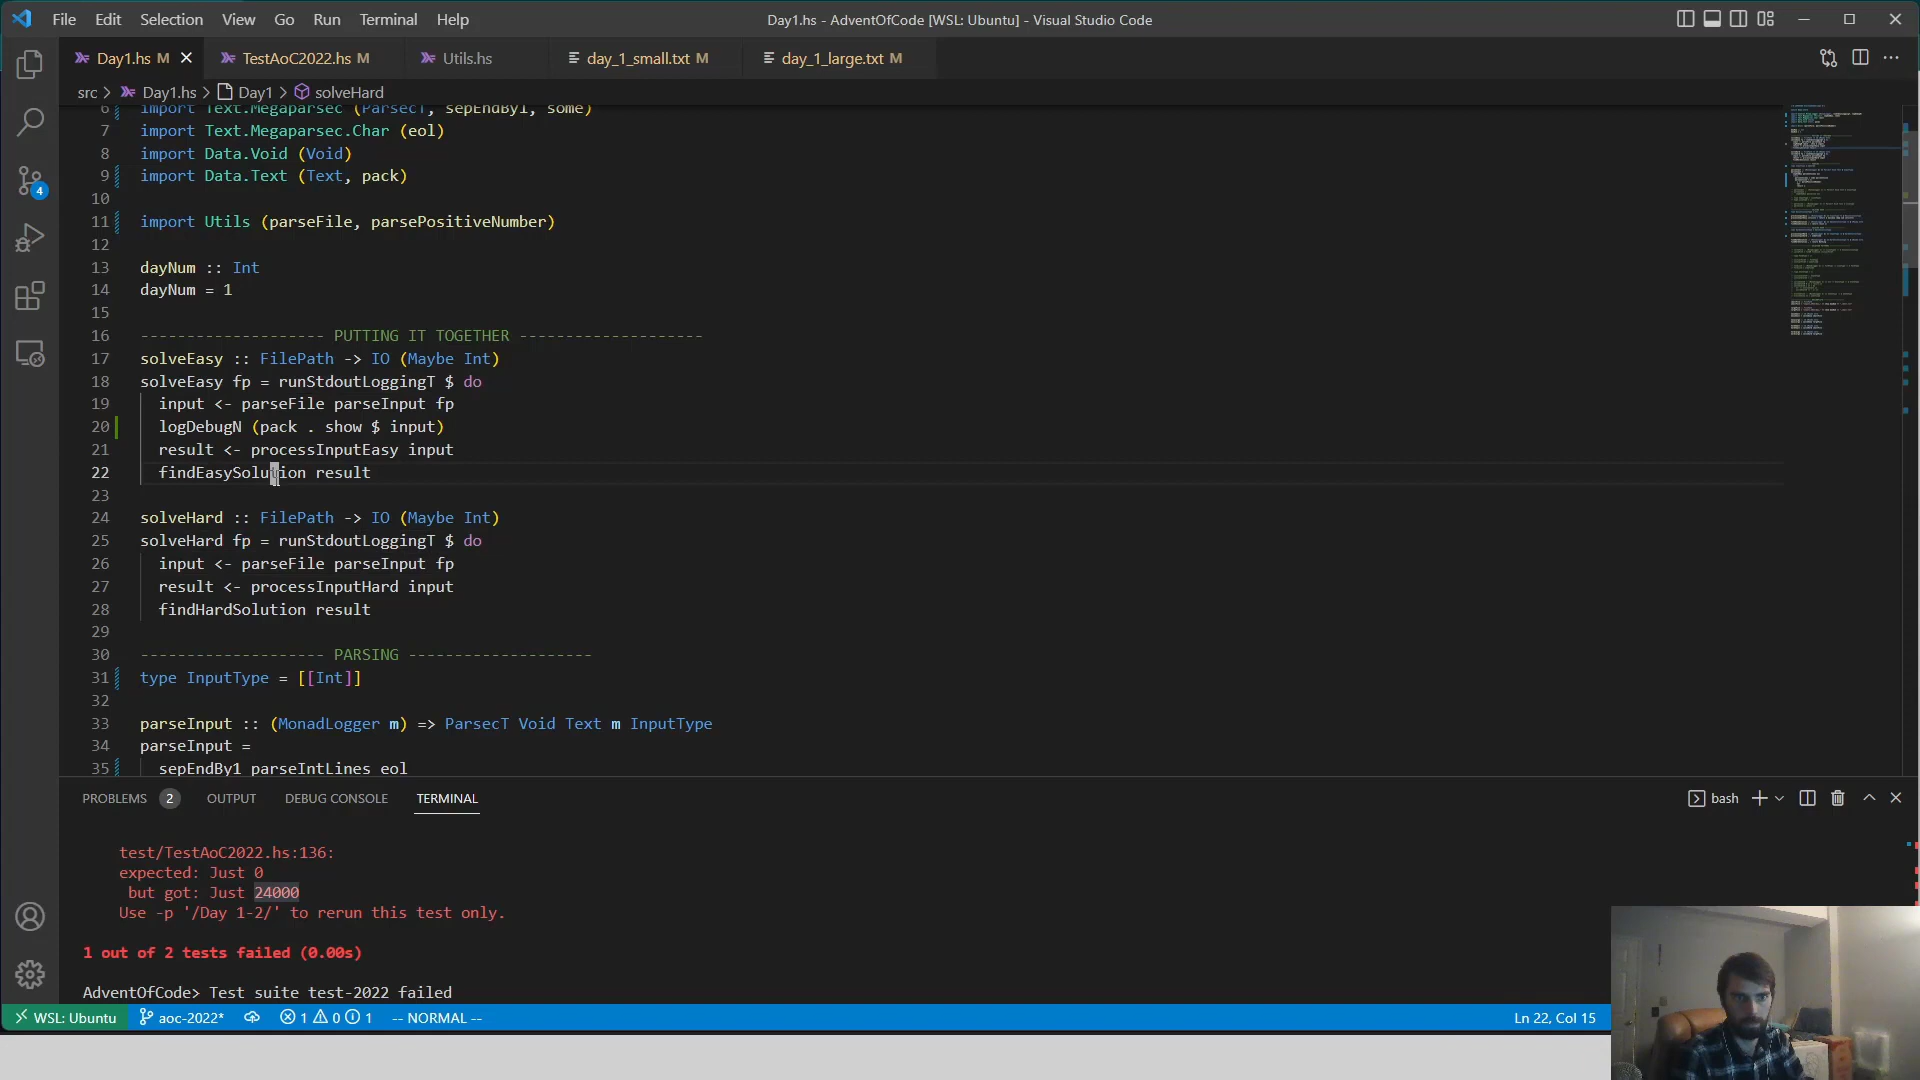 File Edit Selection View Go Run Terminal Help
Day1.hs - AdventOfCode [WSL: Ubuntu] - Visual Studio Code
Day1.hs M
TestAoC2022.hs M
Utils.hs
day_1_small.txt M
day_1_large.txt M
src > Day1.hs > Day1 > solveHard
6 import Text.Megaparsec (ParsecT, sepEndBy1, some)
7 import Text.Megaparsec.Char (eol)
8 import Data.Void (Void)
9 import Data.Text (Text, pack)
10
11 import Utils (parseFile, parsePositiveNumber)
12
13 dayNum :: Int
14 dayNum = 1
15
16 -------------------- PUTTING IT TOGETHER --------------------
17 solveEasy :: FilePath -> IO (Maybe Int)
18 solveEasy fp = runStdoutLoggingT $ do
19 input <- parseFile parseInput fp
20 logDebugN (pack . show $ input)
21 result <- processInputEasy input
22 findEasySolution result
23
24 solveHard :: FilePath -> IO (Maybe Int)
25 solveHard fp = runStdoutLoggingT $ do
26 input <- parseFile parseInput fp
27 result <- processInputHard input
28 findHardSolution result
29
30 -------------------- PARSING --------------------
31 type InputType = [[Int]]
32
33 parseInput :: (MonadLogger m) => ParsecT Void Text m InputType
34 parseInput =
35 sepEndBy1 parseIntLines eol
PROBLEMS 2 OUTPUT DEBUG CONSOLE TERMINAL
bash
test/TestAoC2022.hs:136:
expected: Just 0
but got: Just 24000
Use -p '/Day 1-2/' to rerun this test only.
1 out of 2 tests failed (0.00s)
AdventOfCode> Test suite test-2022 failed
4
WSL: Ubuntu aoc-2022* 1 0 1 -- NORMAL --
Ln 22, Col 15